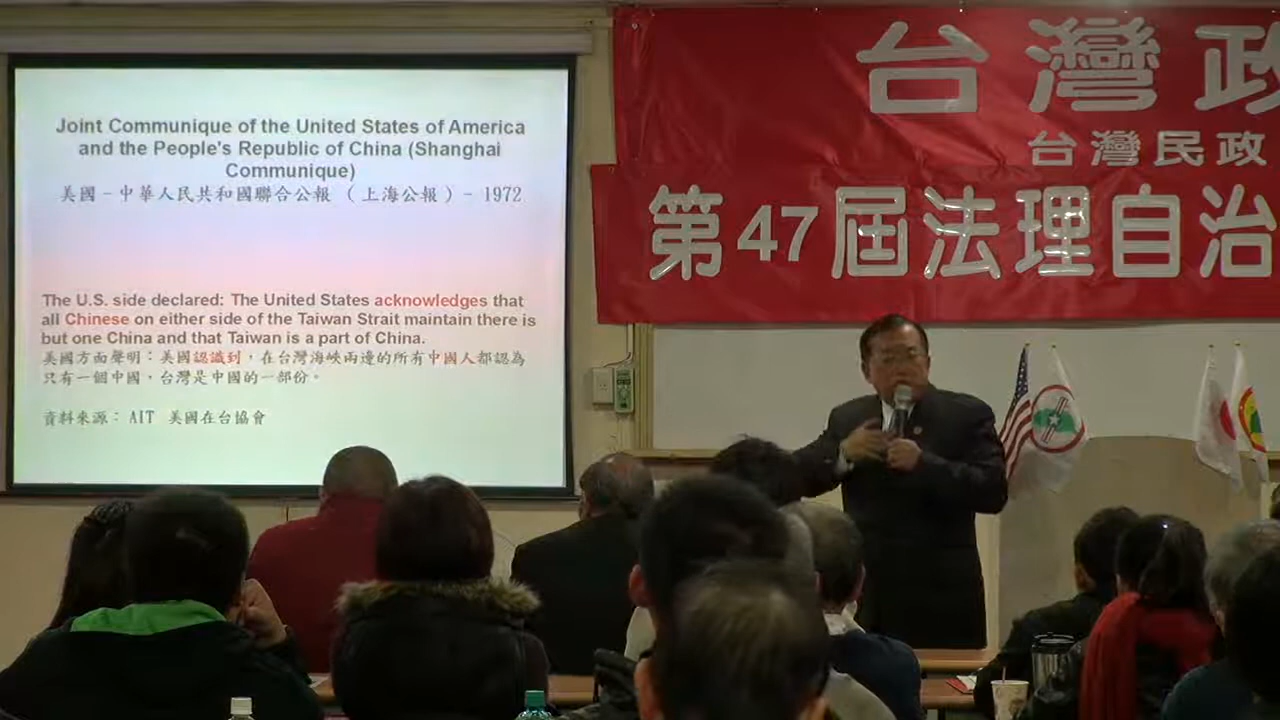 Joint Communique of the United States of America
and the People's Republic of China (Shanghai
Communique)
美國－中華人民共和國聯合公報 （上海公報）－ 1972
The U.S. side declared: The United States acknowledges that
all Chinese on either side of the Taiwan Strait maintain there is
but one China and that Taiwan is a part of China.
美國方面聲明：美國認識到，在台灣海峽兩邊的所有中國人都認為
只有一個中國，台灣是中國的一部份。
資料來源： AIT 美國在台協會
台灣政
台灣民政
第47屆法理自治